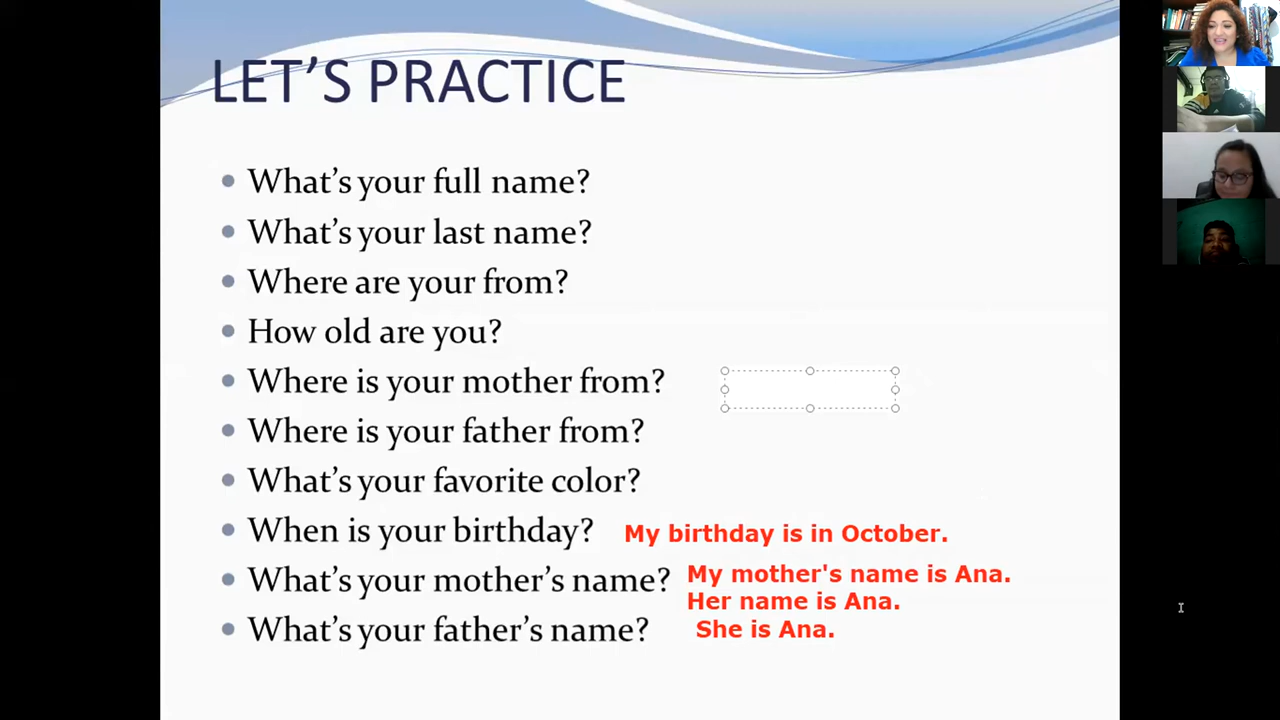 LET'S PRACTICE
What's your full name?
What's your last name?
Where are your from?
How old are you?
Where is your mother from?
Where is your father from?
What's your favorite color?
When is your birthday? My birthday is in October.
What's your mother's name? My mother's name is Ana.
Her name is Ana.
What's your father's name? She is Ana.